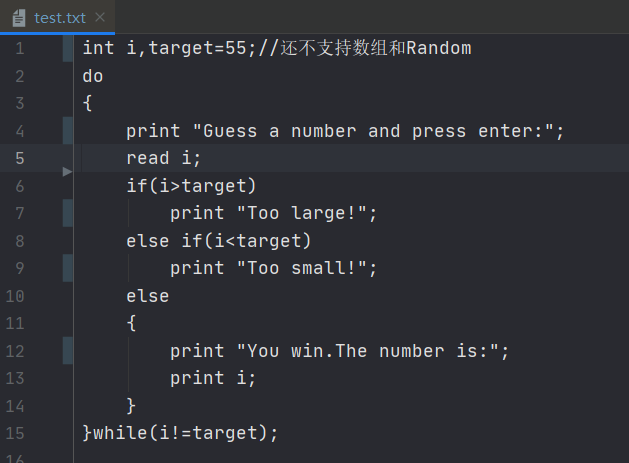 test.txt
1 int i,target=55;//还不支持数组和Random
2 do
3 {
4     print "Guess a number and press enter:";
5     read i;
6     if(i>target)
7         print "Too large!";
8     else if(i<target)
9         print "Too small!";
10     else
11     {
12         print "You win.The number is:";
13         print i;
14     }
15 }while(i!=target);
16